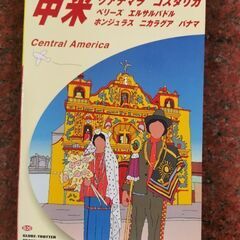 中米
グアテマラ コスタリカ
ベリーズ エルサルバドル
ホンジュラス ニカラグア パナマ
Central America
GLOBE-TROTTER